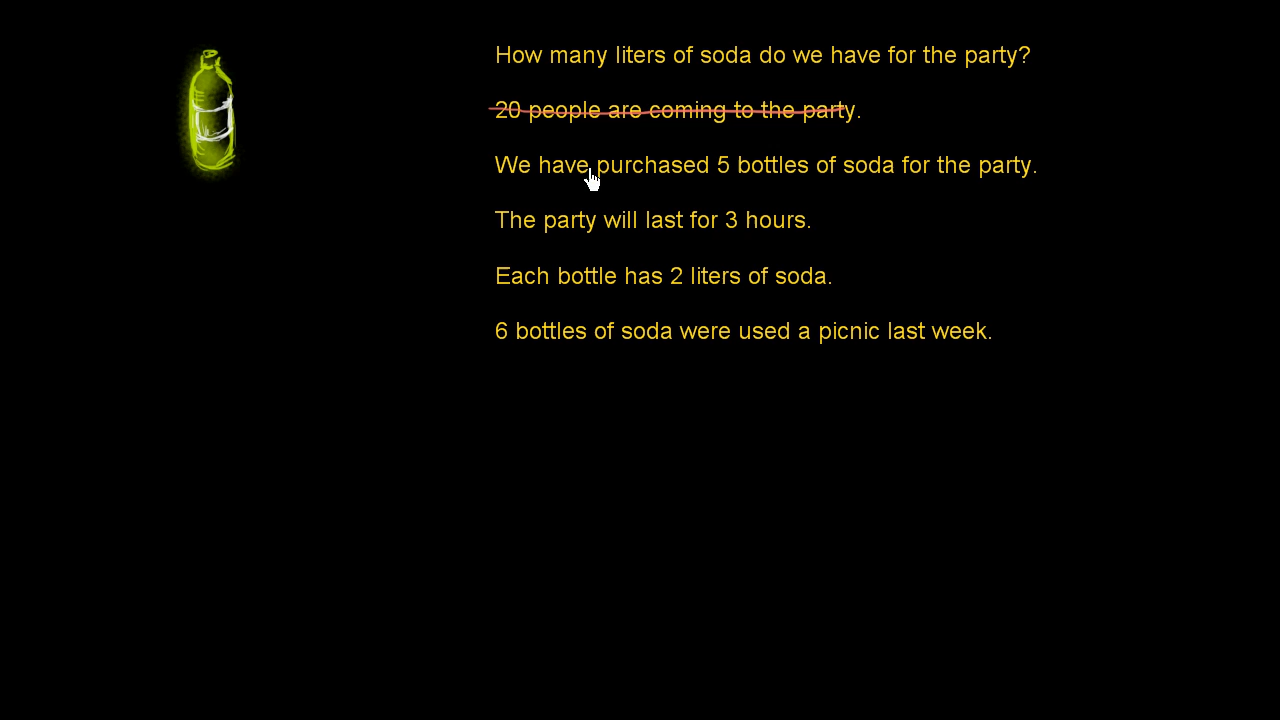 How many liters of soda do we have for the party?
20 people are coming to the party.
We have purchased 5 bottles of soda for the party.
The party will last for 3 hours.
Each bottle has 2 liters of soda.
6 bottles of soda were used a picnic last week.